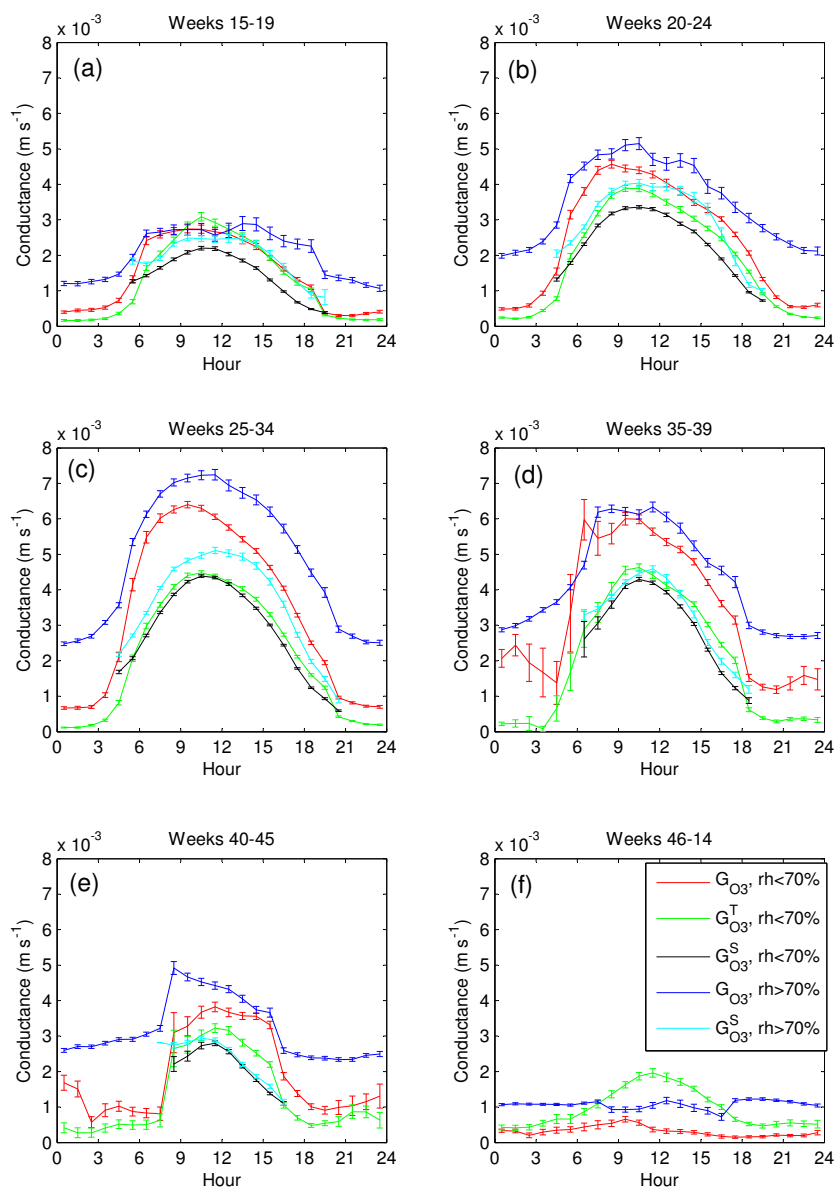 Weeks 15-19
x 10-3
(a)
8
7
6
5
4
3
2
1
0
Conductance (m s-1)
0 3 6 9 12 15 18 21 24
Hour
Weeks 20-24
x 10-3
(b)
8
7
6
5
4
3
2
1
0
Conductance (m s-1)
0 3 6 9 12 15 18 21 24
Hour
Weeks 25-34
x 10-3
(c)
8
7
6
5
4
3
2
1
0
Conductance (m s-1)
0 3 6 9 12 15 18 21 24
Hour
Weeks 35-39
x 10-3
(d)
8
7
6
5
4
3
2
1
0
Conductance (m s-1)
0 3 6 9 12 15 18 21 24
Hour
Weeks 40-45
x 10-3
(e)
8
7
6
5
4
3
2
1
0
Conductance (m s-1)
0 3 6 9 12 15 18 21 24
Hour
Weeks 46-14
x 10-3
(f)
8
7
6
5
4
3
2
1
0
Conductance (m s-1)
0 3 6 9 12 15 18 21 24
Hour
GO3, rh<70%
GTO3, rh<70%
GSO3, rh<70%
GO3, rh>70%
GSO3, rh>70%